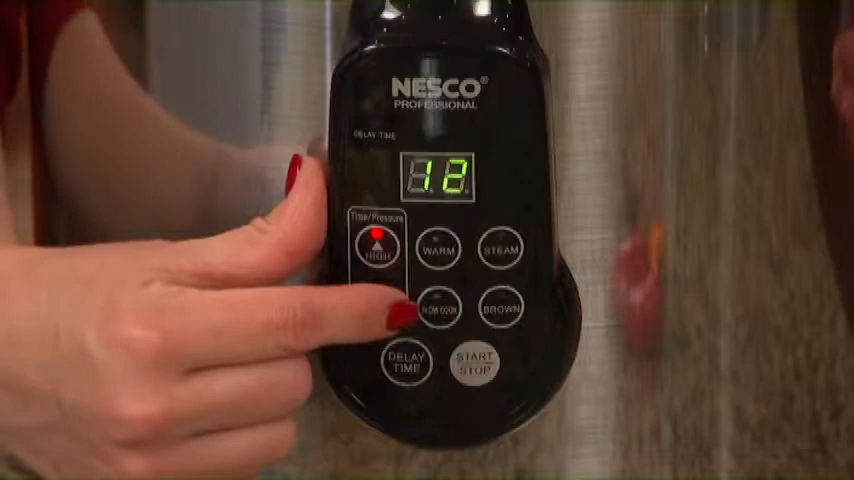 NESCO®
PROFESSIONAL
DELAY TIME
12
Time/Pressure
HIGH
WARM
STEAM
SLOW COOK
BROWN
DELAY TIME
START STOP